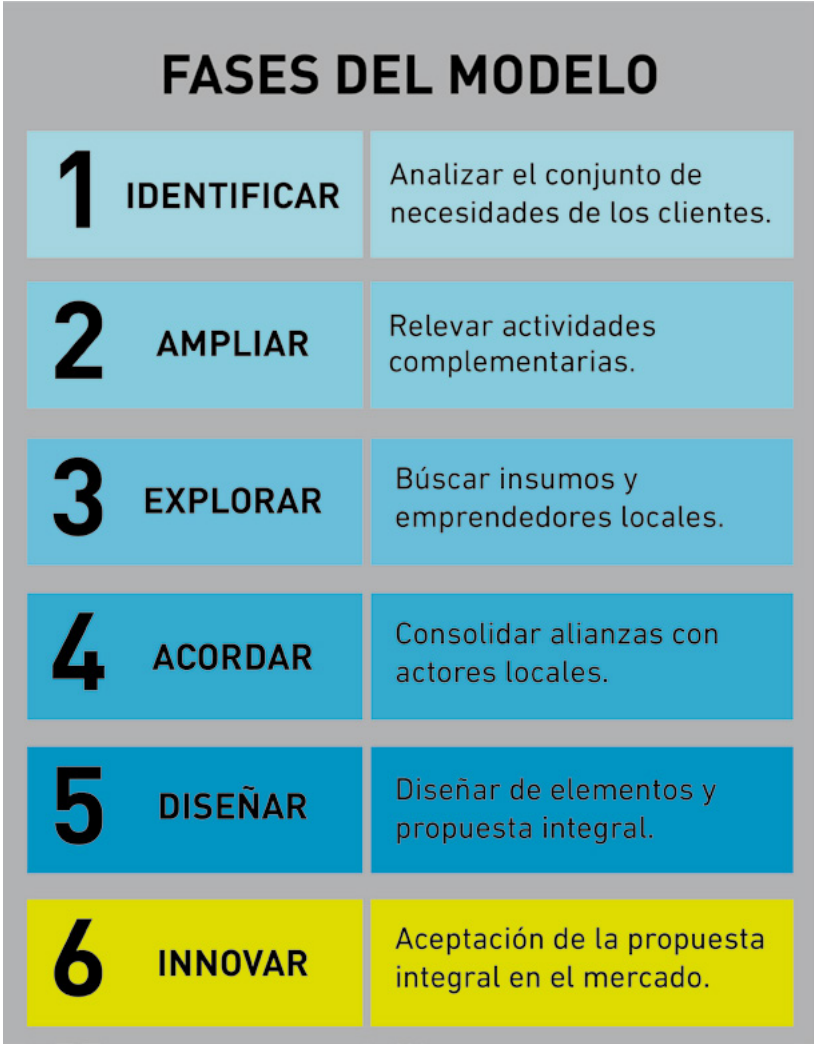 FASES DEL MODELO
1 IDENTIFICAR
Analizar el conjunto de
necesidades de los clientes.
2 AMPLIAR
Relevar actividades
complementarias.
3 EXPLORAR
Búscar insumos y
emprendedores locales.
4 ACORDAR
Consolidar alianzas con
actores locales.
5 DISEÑAR
Diseñar de elementos y
propuesta integral.
6 INNOVAR
Aceptación de la propuesta
integral en el mercado.